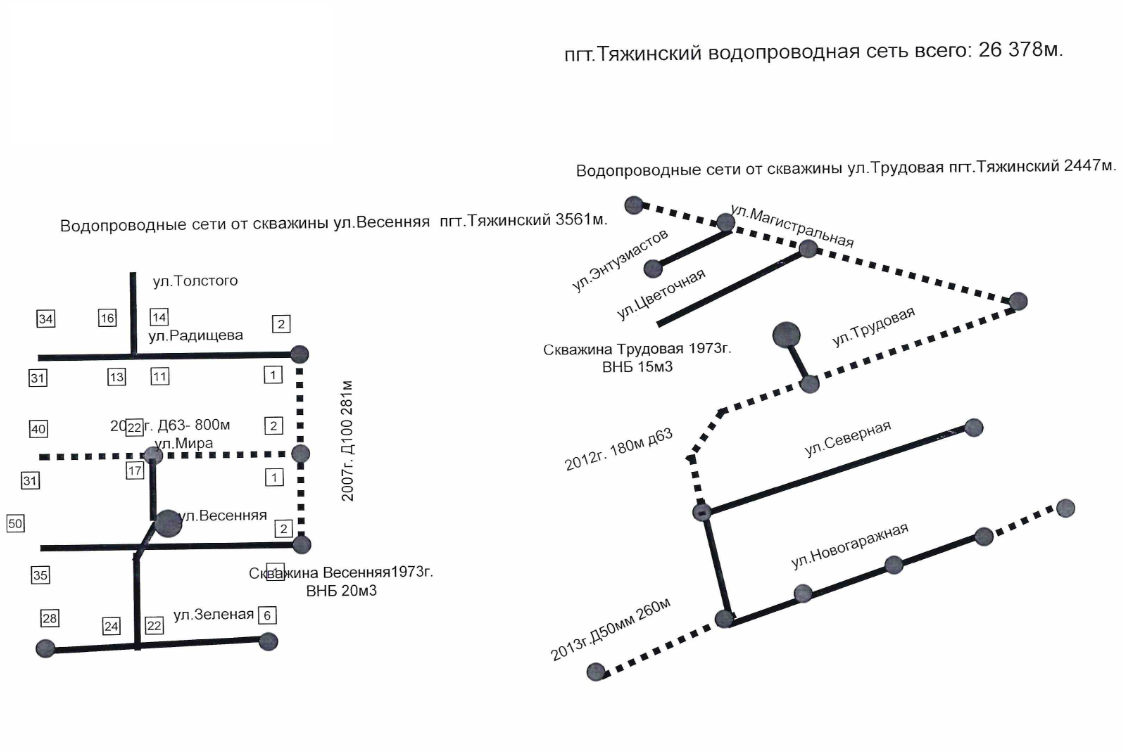 пгт.Тяжинский водопроводная сеть всего: 26 378м.
Водопроводные сети от скважины ул.Трудовая пгт.Тяжинский 2447м.
Водопроводные сети от скважины ул.Весенняя пгт.Тяжинский 3561м.
ул.Толстого
34
16
14
2
ул.Радищева
31
13
11
1
40
22
г. Д63- 800м
2
ул.Мира
31
17
1
2007г. Д100 281м
50
ул.Весенняя
2
35
Скважина Весенняя1973г.
ВНБ 20м3
28
24
22
ул.Зеленая
6
ул.Магистральная
ул.Энтузиастов
ул.Цветочная
ул.Трудовая
Скважина Трудовая 1973г.
ВНБ 15м3
2012г. 180м д63
ул.Северная
ул.Новогаражная
2013г.Д50мм 260м